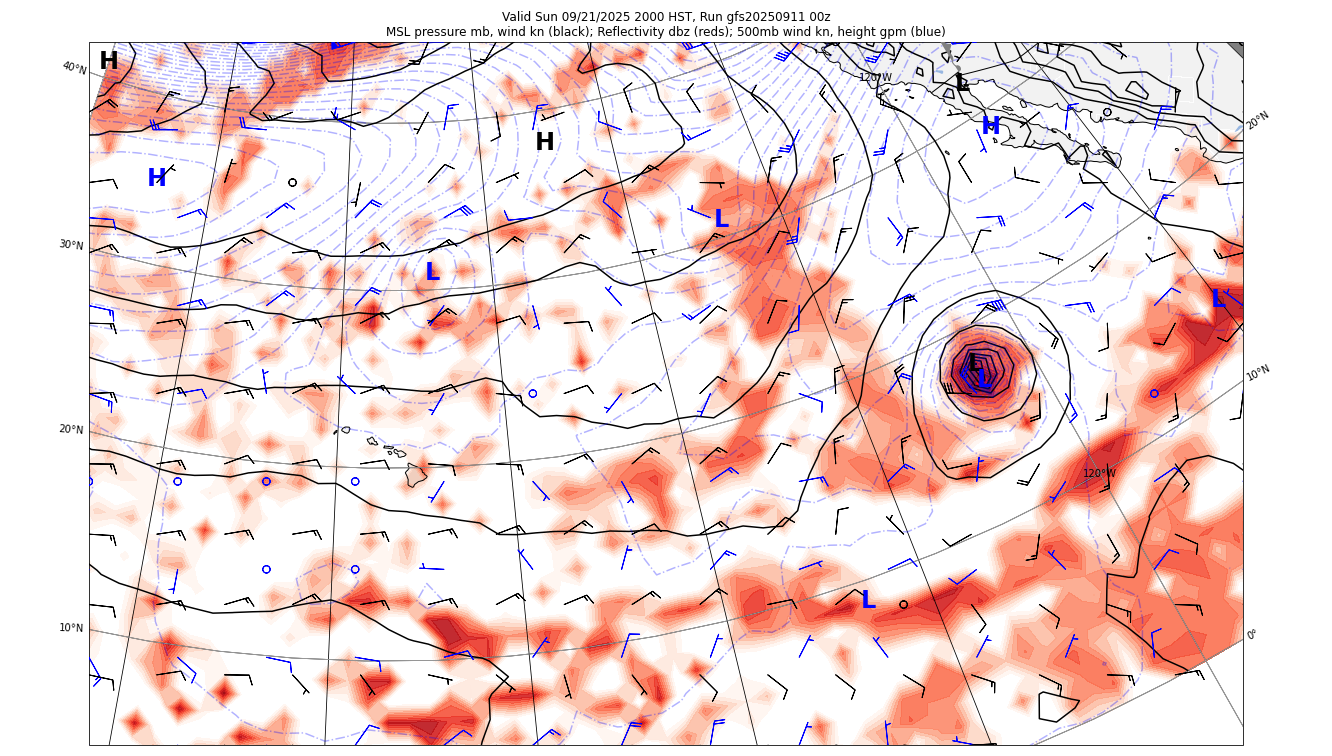 Valid Sun 09/21/2025 2000 HST, Run gfs20250911 00z
MSL pressure mb, wind kn (black); Reflectivity dbz (reds); 500mb wind kn, height gpm (blue)
H
40°N
120°W
L
H
20°N
H
H
L
30°N
L
L
L
L
10°N
20°N
120°W
L
10°N
0°